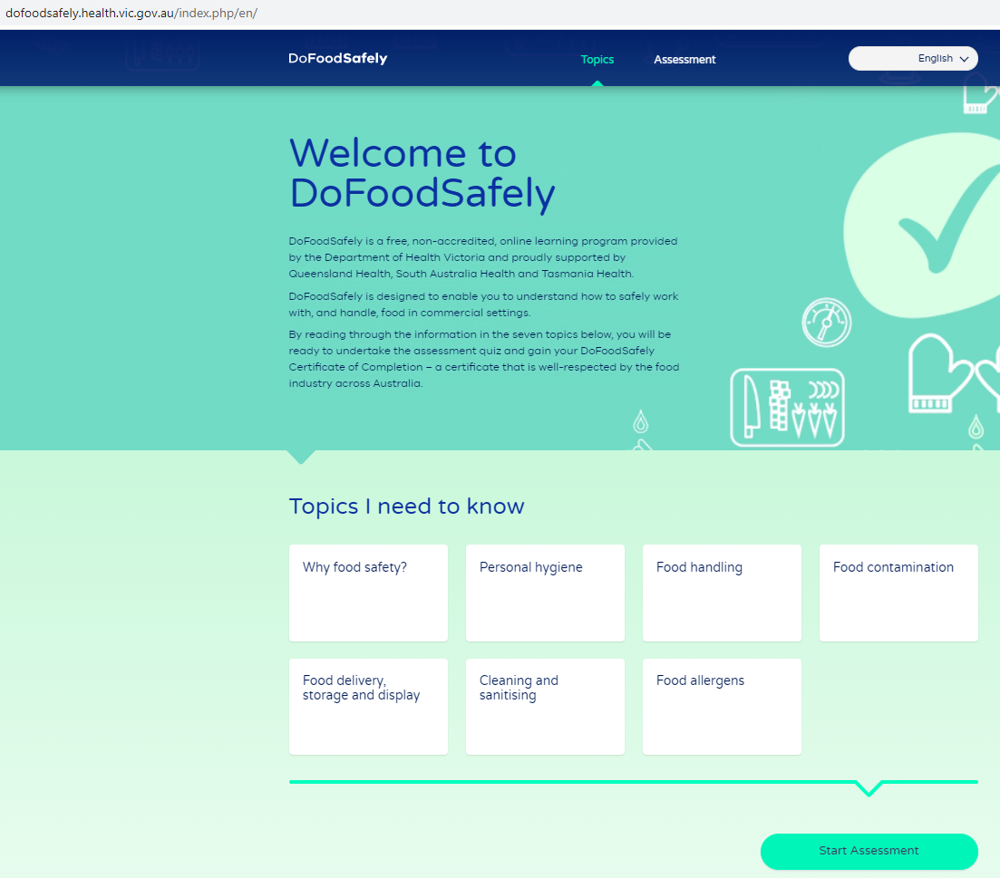 dofoodsafely.health.vic.gov.au/index.php/en/
DoFoodSafely
Topics
Assessment
English
Welcome to
DoFoodSafely
DoFoodSafely is a free, non-accredited, online learning program provided
by the Department of Health Victoria and proudly supported by
Queensland Health, South Australia Health and Tasmania Health.
DoFoodSafely is designed to enable you to understand how to safely work
with, and handle, food in commercial settings.
By reading through the information in the seven topics below, you will be
ready to undertake the assessment quiz and gain your DoFoodSafely
Certificate of Completion – a certificate that is well-respected by the food
industry across Australia.
Topics I need to know
Why food safety?
Personal hygiene
Food handling
Food contamination
Food delivery,
storage and display
Cleaning and
sanitising
Food allergens
Start Assessment